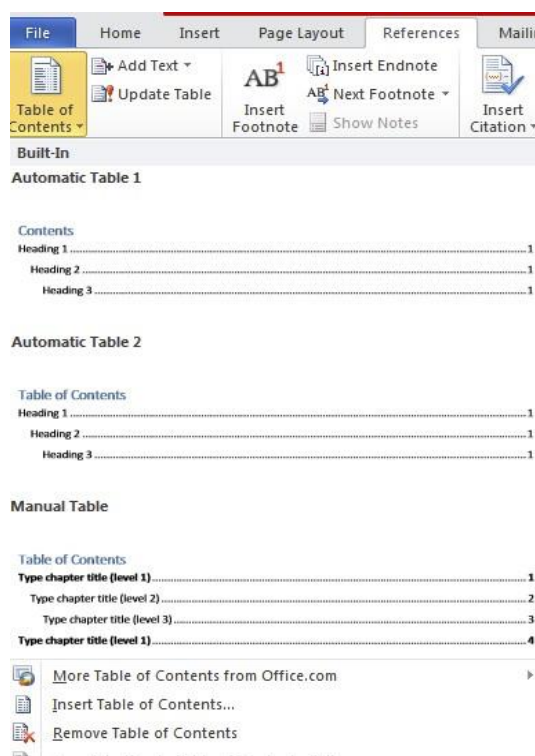 File Home Insert Page Layout References
Add Text Insert Endnote
Update Table AB1 Next Footnote
Table of Contents Insert Footnote Show Notes Insert Citation
Built-In
Automatic Table 1
Contents
Heading 1 ........ 1
Heading 2 ........ 1
Heading 3 ........ 1
Automatic Table 2
Table of Contents
Heading 1 ........ 1
Heading 2 ........ 1
Heading 3 ........ 1
Manual Table
Table of Contents
Type chapter title (level 1) ........ 1
Type chapter title (level 2) ........ 2
Type chapter title (level 3) ........ 3
Type chapter title (level 1) ........ 4
More Table of Contents from Office.com
Insert Table of Contents...
Remove Table of Contents